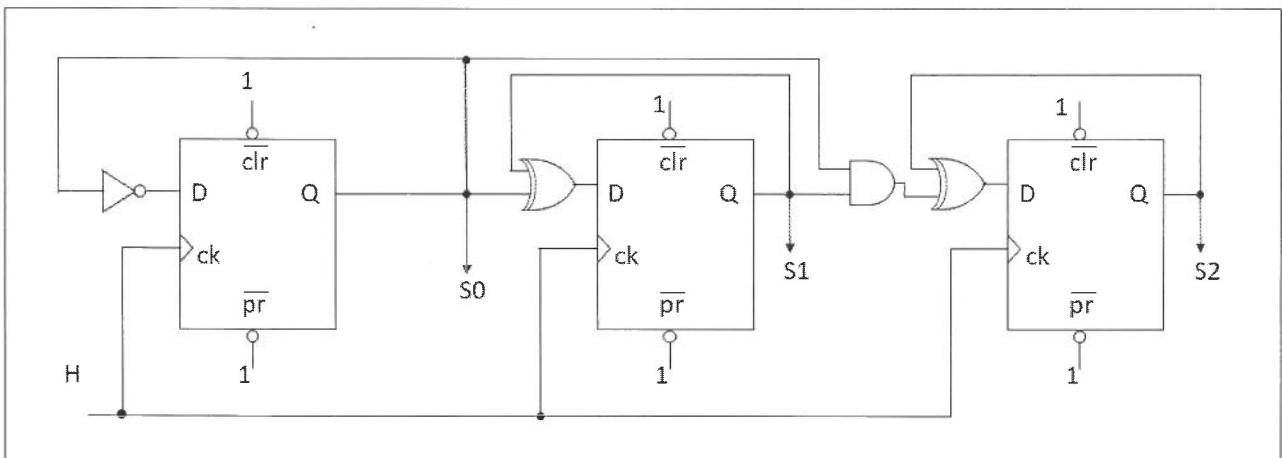 1 1 1
clr clr clr
D Q D Q D Q
ck ck ck
S0 S1 S2
pr pr pr
1 1 1
H